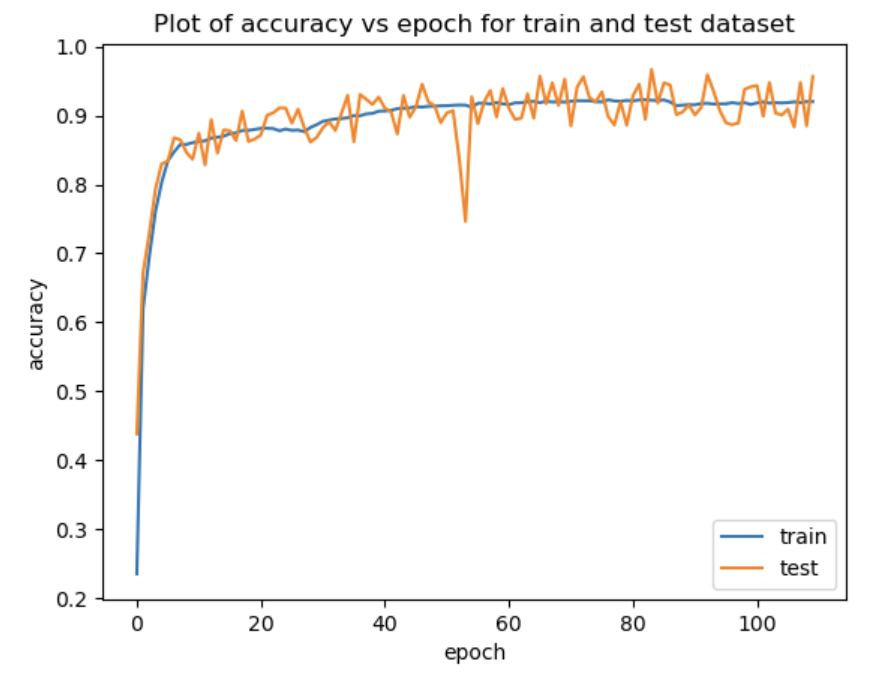 Plot of accuracy vs epoch for train and test dataset
1.0
0.9
0.8
0.7
0.6
0.5
0.4
0.3
0.2
accuracy
0 20 40 60 80 100
epoch
train
test